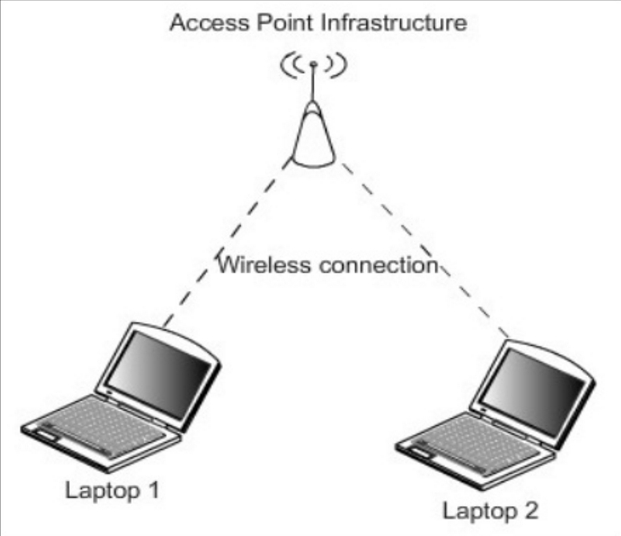 Access Point Infrastructure
Wireless connection
Laptop 1
Laptop 2